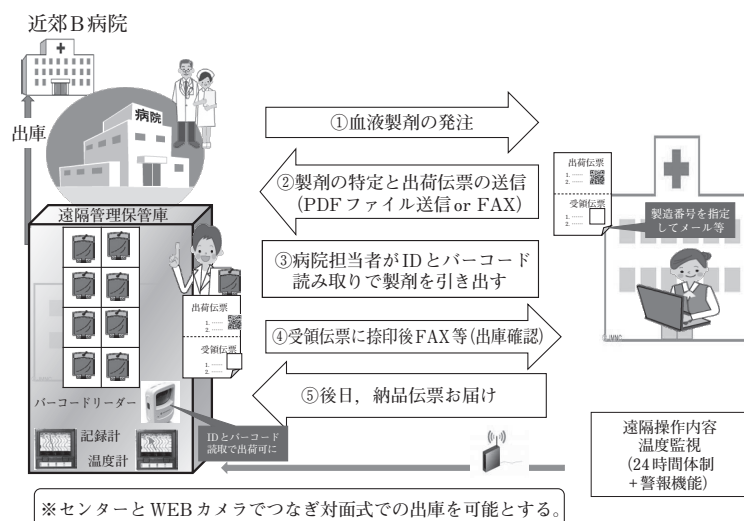 近郊B病院
出庫
病院
遠隔管理保管庫
①血液製剤の発注
②製剤の特定と出荷伝票の送信
(PDFファイル送信or FAX)
③病院担当者がIDとバーコード
読み取りで製剤を引き出す
④受領伝票に捺印後FAX等(出庫確認)
⑤後日，納品伝票お届け
出荷伝票
1. ……
2. ……
受領伝票
1. ……
2. ……
製造番号を指定
してメール等
出荷伝票
1. ……
2. ……
受領伝票
1. ……
2. ……
バーコードリーダー
IDとバーコード
読取で出荷可に
記録計
温度計
遠隔操作内容
温度監視
(24時間体制
+警報機能)
※センターとWEBカメラでつなぎ対面式での出庫を可能とする。